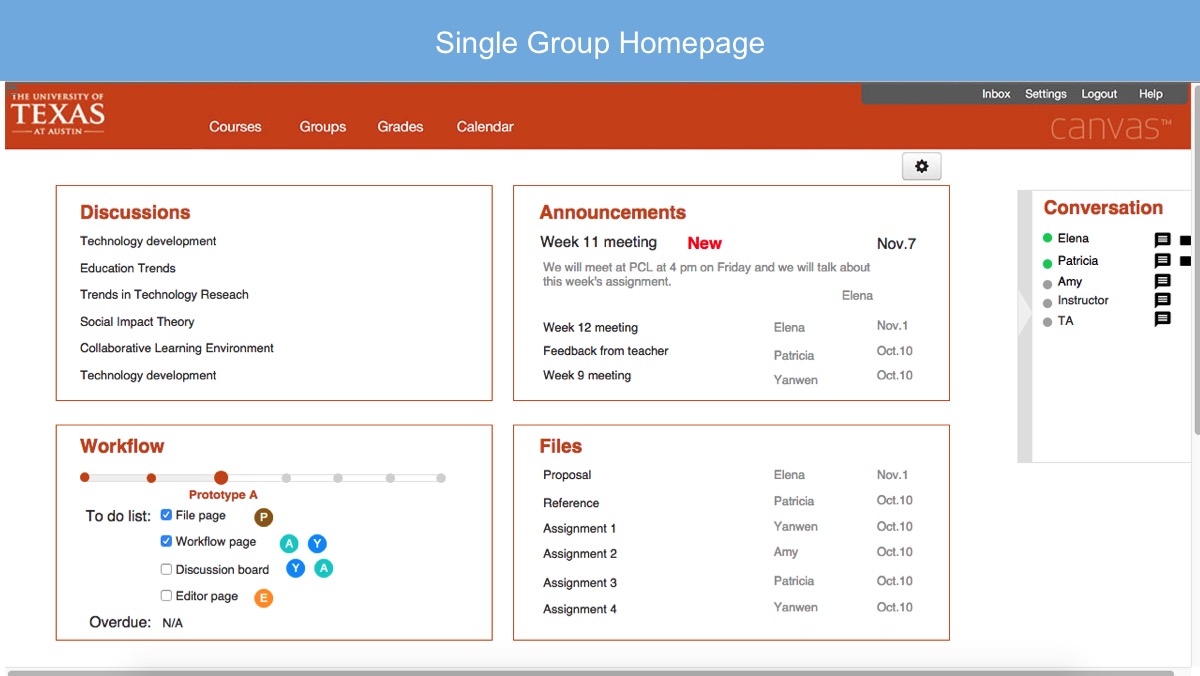 Single Group Homepage
THE UNIVERSITY OF
TEXAS
AT AUSTIN
Inbox Settings Logout Help
Courses Groups Grades Calendar
canvas™
Discussions
Technology development
Education Trends
Trends in Technology Reseach
Social Impact Theory
Collaborative Learning Environment
Technology development
Announcements
Week 11 meeting New Nov.7
We will meet at PCL at 4 pm on Friday and we will talk about
this week's assignment.
Elena
Week 12 meeting Elena Nov.1
Feedback from teacher Patricia Oct.10
Week 9 meeting Yanwen Oct.10
Conversation
Elena
Patricia
Amy
Instructor
TA
Workflow
Prototype A
To do list: File page P
Workflow page A Y
Discussion board Y A
Editor page E
Overdue: N/A
Files
Proposal Elena Nov.1
Reference Patricia Oct.10
Assignment 1 Yanwen Oct.10
Assignment 2 Amy Oct.10
Assignment 3 Patricia Oct.10
Assignment 4 Yanwen Oct.10